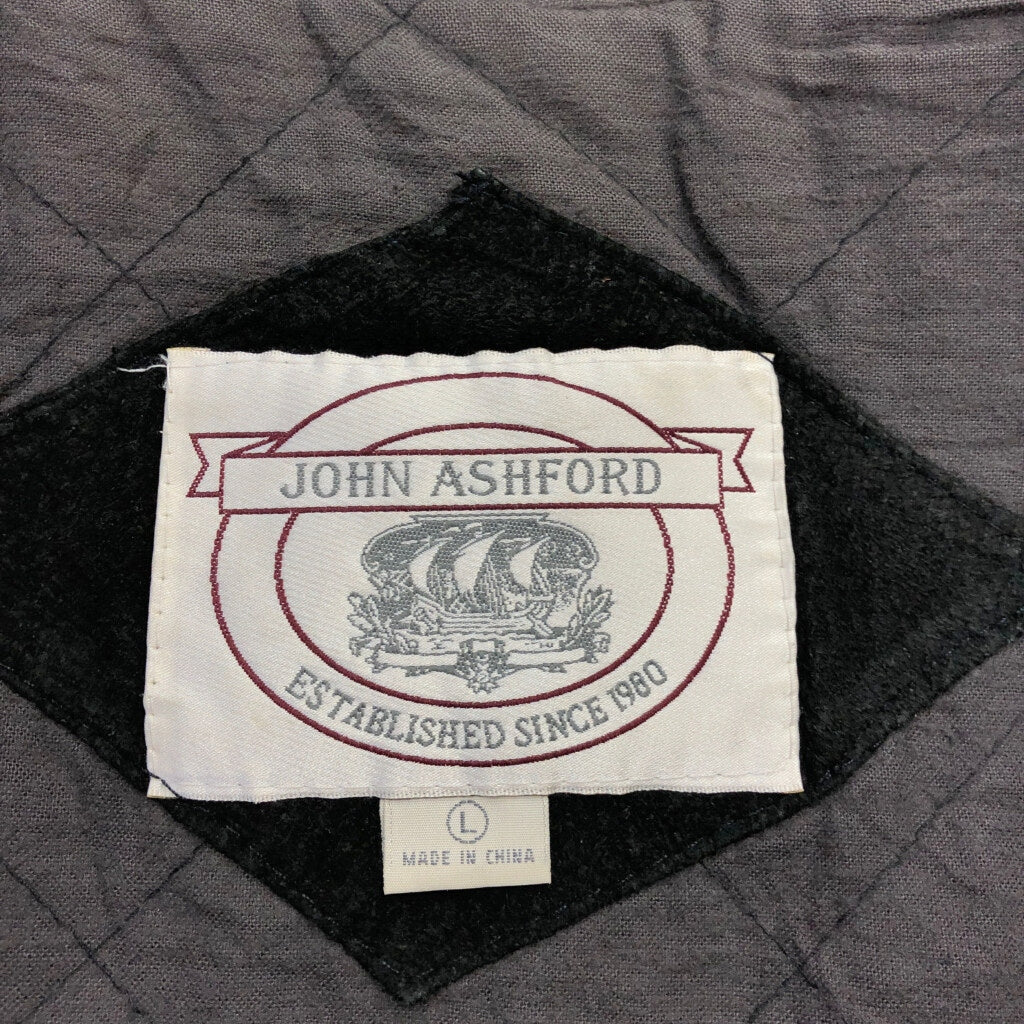 JOHN ASHFORD
ESTABLISHED SINCE 1980
L
MADE IN CHINA